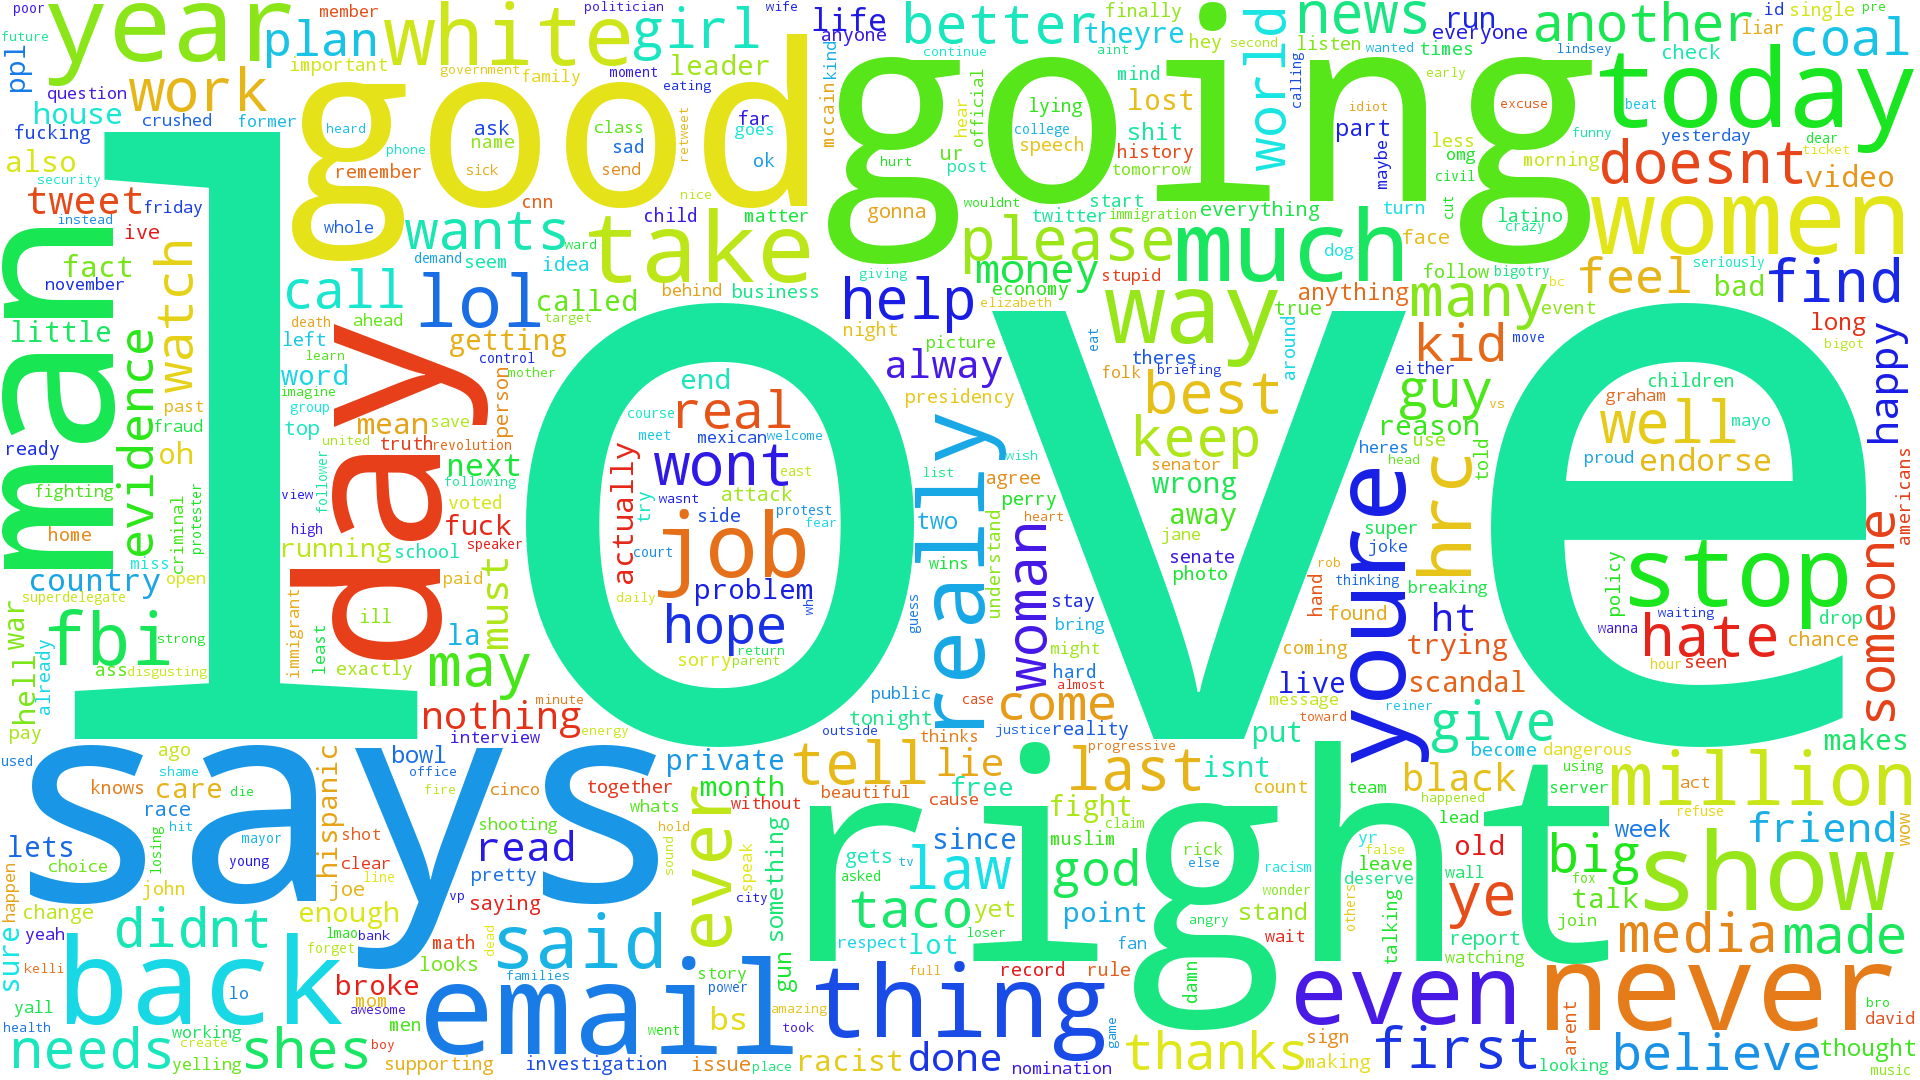 poor
future
year
plan
ppl
question
work
house
crushed
former
fucking
also
security
tweet
friday
instead
ive
man
fact
november
little
evidence
watch
past
fraud
ready
fighting
home
criminal
protester
miss
country
open
superdelegate
war
fbi
strong
hell
already
ass
disgusting
pay
member
important
white
politician
girl
wife
government
family
moment
eating
leader
good
heard
ask
name
phone
remember
sick
class
sad
send
retweet
far
goes
ok
nice
cnn
child
matter
whole
wants
take
demand
seem
ward
idea
call
lol
called
behind
business
death
ahead
target
left
learn
getting
word
control
imagine
mother
group
top
day
mean
save
person
united
truth
revolution
next
following
follower
view
voted
high
fuck
running
school
speaker
immigrant
least
ill
paid
must
la
exactly
may
nothing
minute
interview
energy
love
life
anyone
mccainkind
better
theyre
continue
aint
finally
hey
second
world
calling
news
listen
times
run
everyone
wanted
lindsey
another
id
liar
single
pre
check
coal
going
hear
official
lying
college
speech
mind
lost
shit
history
tomorrow
ur
post
hurt
gonna
wouldnt
start
twitter
immigration
everything
please
much
idiot
part
maybe
less
omg
civil
early
beat
excuse
funny
morning
yesterday
dear
ticket
today
doesnt
video
turn
cut
latino
crazy
women
dog
face
follow
bigotry
bc
feel
seriously
bad
find
giving
economy
money
stupid
help
elizabeth
night
picture
way
true
anything
many
event
long
bigot
alway
eat
theres
briefing
folk
around
kid
move
either
presidency
best
guy
vs
reason
happy
children
graham
mayo
well
proud
endorse
end
real
course
meet
mexican
welcome
wont
east
wasnt
attack
actually
try
side
protest
fear
job
court
problem
daily
wh
hope
return
sorry
parent
really
list
wish
agree
perry
two
heart
wins
understand
guess
woman
keep
senator
wrong
away
jane
senate
photo
stay
bring
might
hard
almost
public
case
come
tonight
outside
thinks
justice
reality
progressive
heres
use
head
told
youre
hrc
super
joke
rob
thinking
hand
breaking
found
ht
coming
trying
live
scandal
message
toward
reiner
give
put
become
dangerous
policy
stop
waiting
wanna
hate
drop
chance
hour
seen
someone
americans
makes
says
used
ago
shame
knows
care
die
race
hit
lets
mayor
losing
choice
young
happen
john
change
yeah
didnt
sure
kelli
back
lo
yall
health
working
create
needs
yelling
shes
boy
hispanic
bowl
office
fire
cinco
shot
clear
line
joe
enough
forget
lmao
bank
vp
math
looks
broke
mom
awesome
men
supporting
shooting
read
pretty
saying
dead
said
families
email
went
investigation
private
together
whats
month
without
hold
sound
ever
speak
city
something
gun
story
power
bs
issue
place
took
amazing
tell
lie
last
isnt
beautiful
cause
free
fight
claim
count
since
muslim
gets
tv
asked
law
god
taco
yet
loser
point
respect
lot
fan
full
record
rule
thing
game
racist
done
nomination
right
rick
else
angry
damn
racism
wonder
stand
wait
others
team
yr
false
leave
deserve
talking
black
happened
lead
old
wall
ye
report
watching
even
sign
making
thanks
first
arent
looking
using
server
act
refuse
million
wow
week
friend
big
fox
talk
join
show
media
made
never
bro
david
believe
thought
music